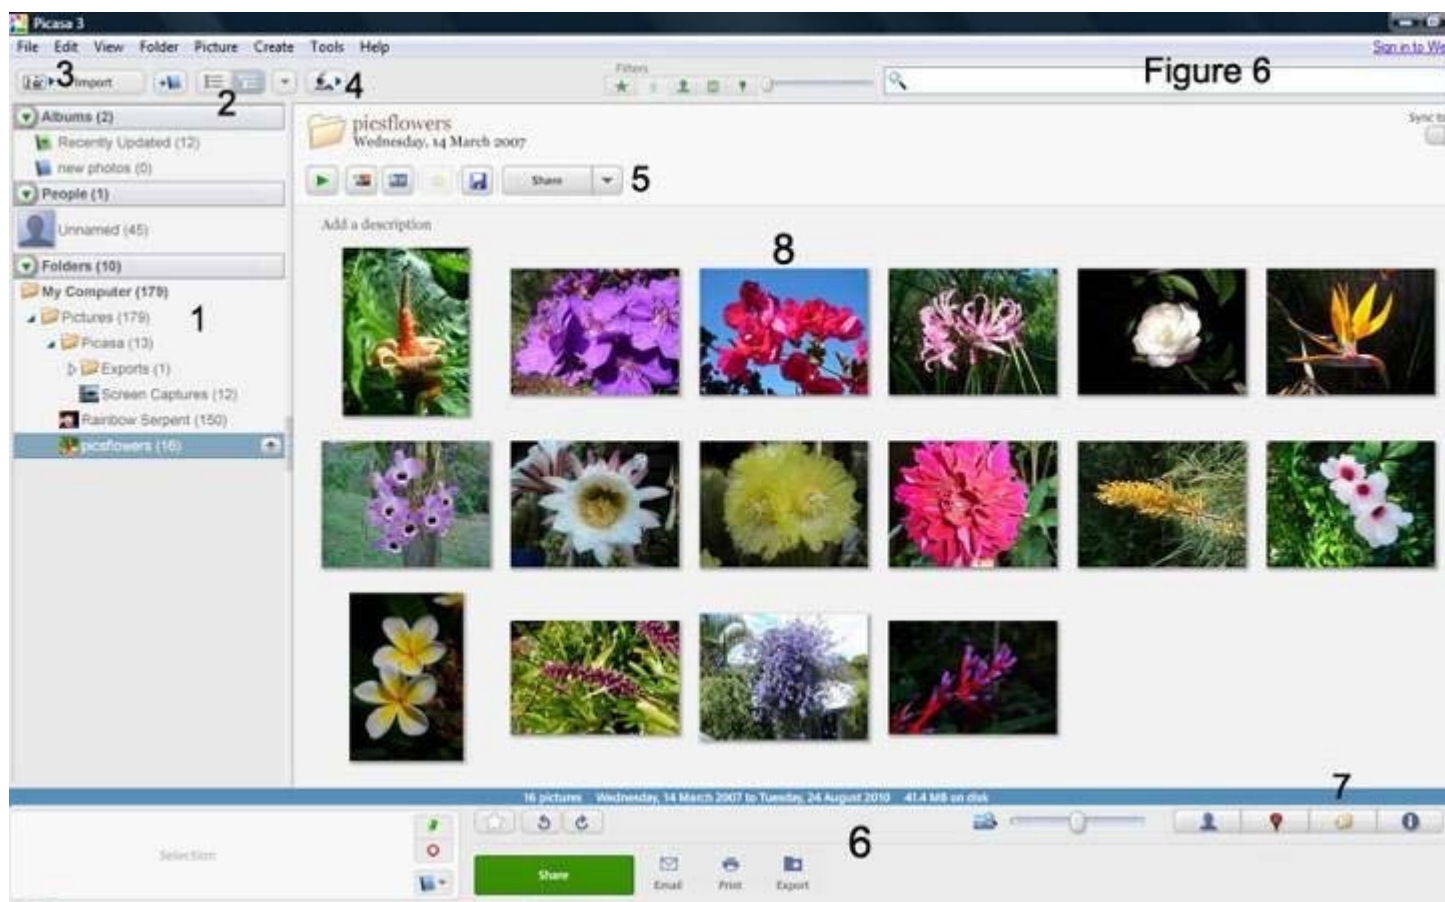 Picasa 3
File Edit View Folder Picture Create Tools Help
Sign in to We
3 Import
2
4
Filters
Figure 6
Albums (2)
Recently Updated (12)
new photos (0)
People (1)
Unnamed (45)
Folders (10)
My Computer (179)
Pictures (179)
1
Picasa (13)
Exports (1)
Screen Captures (12)
Rainbow Serpent (150)
picsflowers (16)
picsflowers
Wednesday, 14 March 2007
Sync to
Share 5
Add a description
8
16 pictures Wednesday, 14 March 2007 to Tuesday, 24 August 2010 41.4 MB on disk
7
6
Selection
Share
Email Print Export